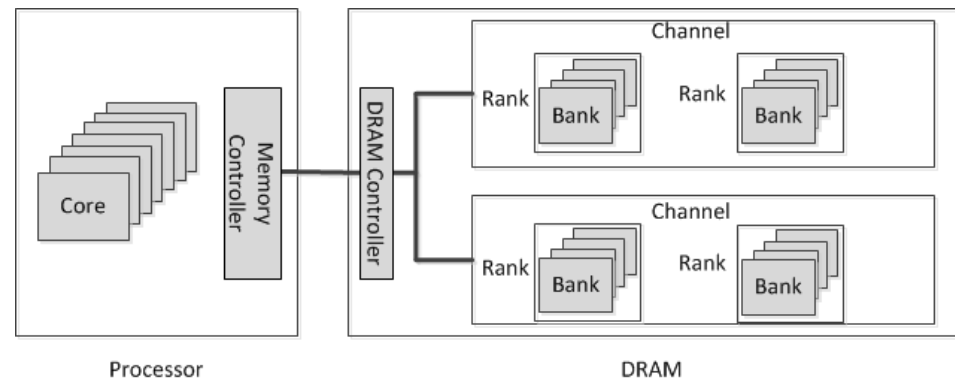 Core
Memory
Controller
DRAM Controller
Channel
Rank
Bank
Rank
Bank
Channel
Rank
Bank
Rank
Bank
Processor
DRAM